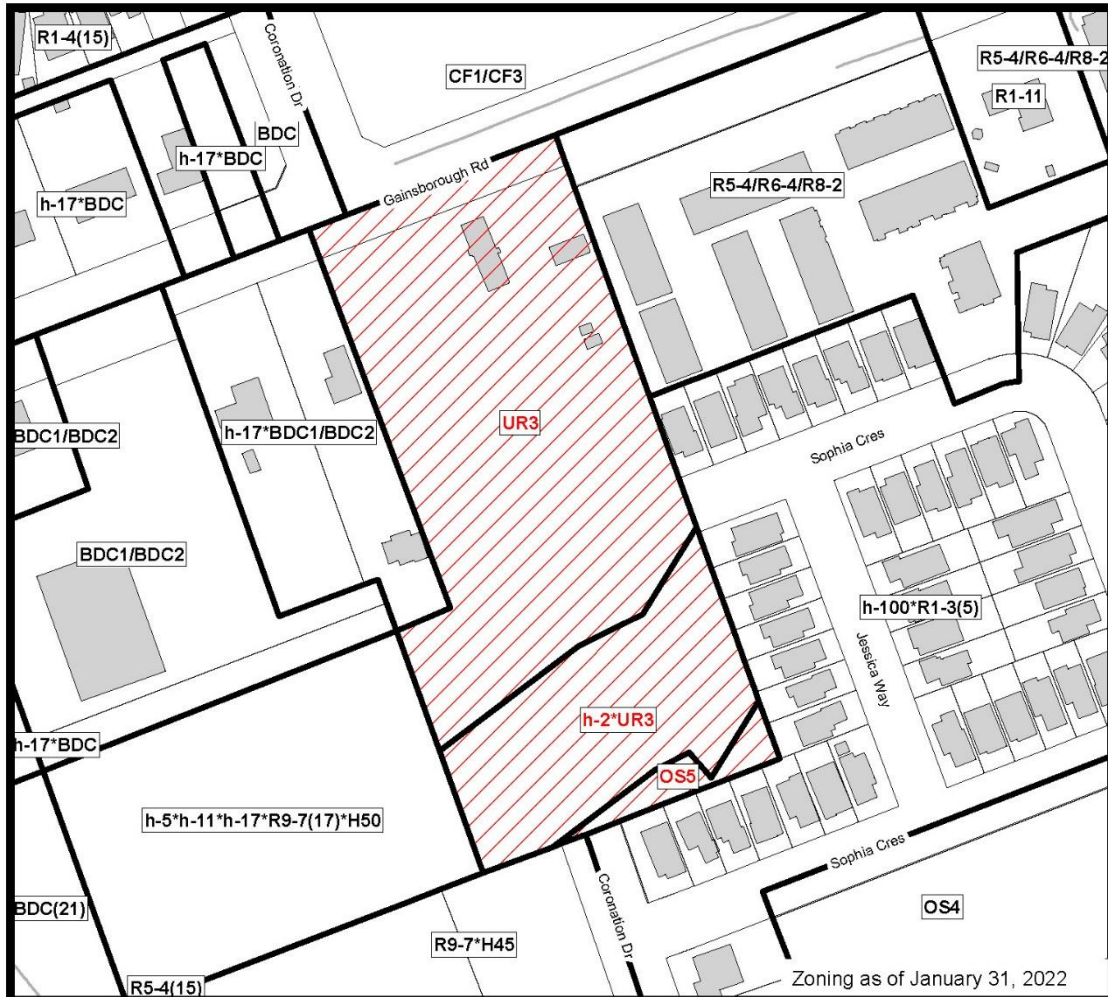 R1-4(15)
Coronation Dr
CF1/CF3
R5-4/R6-4/R8-2
R1-11
BDC
h-17*BDC
h-17*BDC
Gainsborough Rd
R5-4/R6-4/R8-2
UR3
BDC1/BDC2
h-17*BDC1/BDC2
Sophia Cres
BDC1/BDC2
h-100*R1-3(5)
Jessica Way
h-2*UR3
h-17*BDC
OS5
h-5*h-11*h-17*R9-7(17)*H50
Sophia Cres
BDC(21)
Coronation Dr
OS4
R9-7*H45
R5-4(15)
Zoning as of January 31, 2022